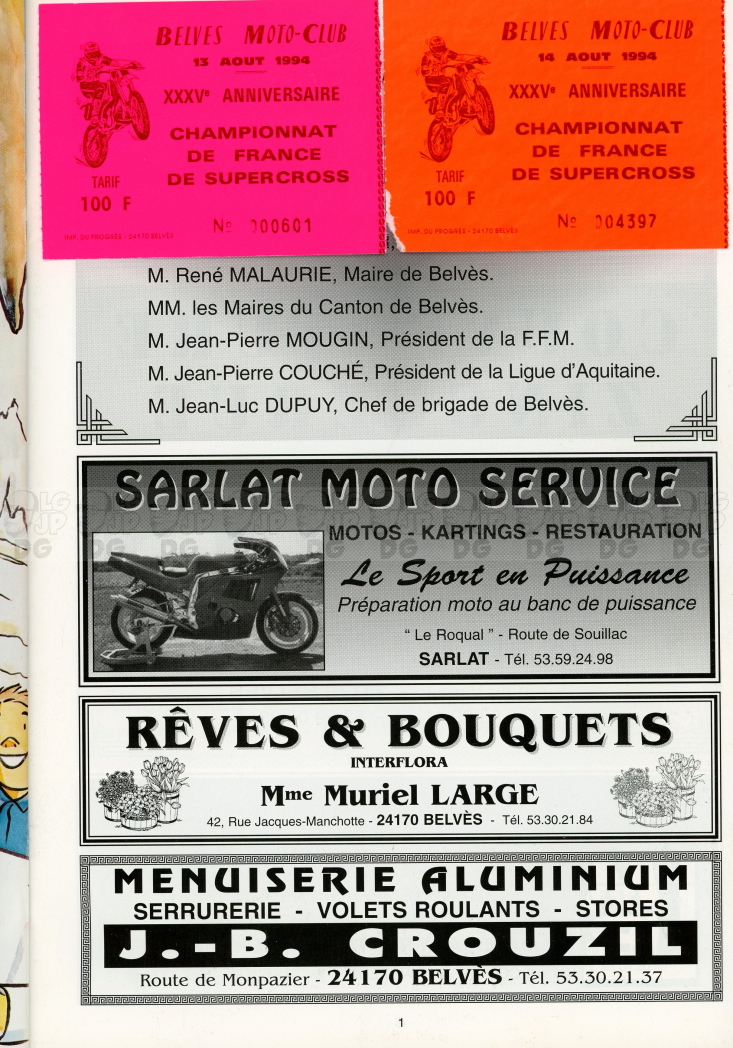 BELVES MOTO-CLUB
13 AOUT 1994
XXXVe ANNIVERSAIRE
CHAMPIONNAT
DE FRANCE
DE SUPERCROSS
TARIF
100 F
Nº 000601
IMP. DU PROGRÈS - 24170 BELVÈS
BELVES MOTO-CLUB
14 AOUT 1994
XXXVe ANNIVERSAIRE
CHAMPIONNAT
DE FRANCE
DE SUPERCROSS
TARIF
100 F
Nº 004397
IMP. DU PROGRÈS - 24170 BELVÈS
M. René MALAURIE, Maire de Belvès.
MM. les Maires du Canton de Belvès.
M. Jean-Pierre MOUGIN, Président de la F.F.M.
M. Jean-Pierre COUCHÉ, Président de la Ligue d'Aquitaine.
M. Jean-Luc DUPUY, Chef de brigade de Belvès.
SARLAT MOTO SERVICE
MOTOS - KARTINGS - RESTAURATION
Le Sport en Puissance
Préparation moto au banc de puissance
" Le Roqual " - Route de Souillac
SARLAT - Tél. 53.59.24.98
RÊVES & BOUQUETS
INTERFLORA
Mme Muriel LARGE
42, Rue Jacques-Manchotte - 24170 BELVÈS - Tél. 53.30.21.84
MENUISERIE ALUMINIUM
SERRURERIE - VOLETS ROULANTS - STORES
J.-B. CROUZIL
Route de Monpazier - 24170 BELVÈS - Tél. 53.30.21.37
1